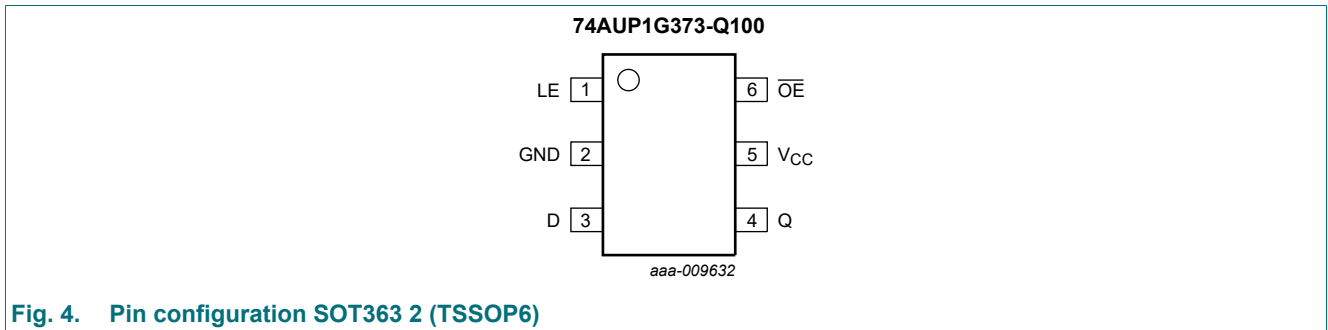 74AUP1G373-Q100
LE 1 6 O̅E̅
GND 2 5 VCC
D 3 4 Q
aaa-009632
Fig. 4. Pin configuration SOT363 2 (TSSOP6)